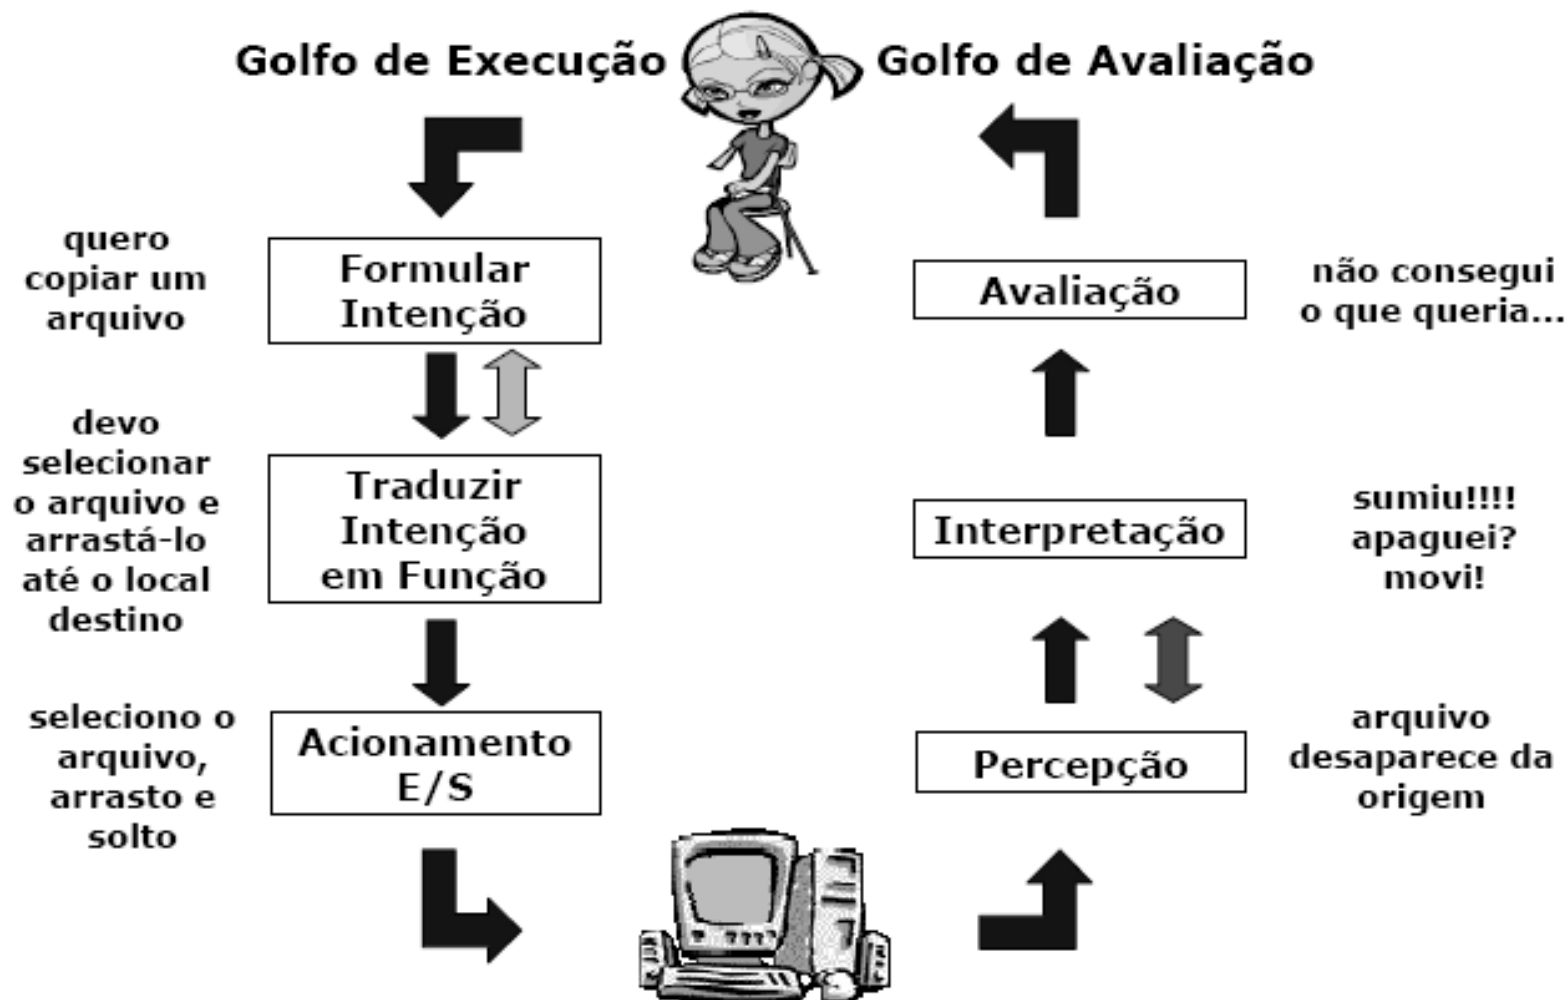 Golfo de Execução
Golfo de Avaliação
quero
copiar um
arquivo
Formular
Intenção
devo
selecionar
o arquivo e
arrastá-lo
até o local
destino
Traduzir
Intenção
em Função
seleciono o
arquivo,
arrasto e
solto
Acionamento
E/S
Avaliação
não consegui
o que queria...
Interpretação
sumiu!!!!
apaguei?
movi!
Percepção
arquivo
desaparece da
origem